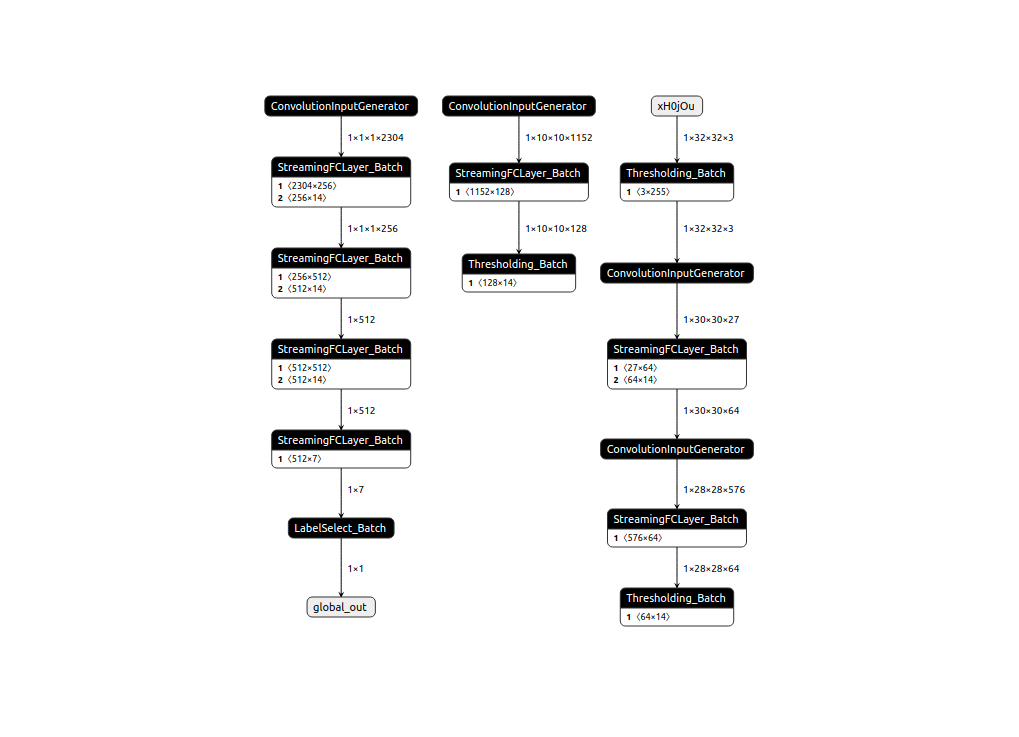 ConvolutionInputGenerator
1×1×1×2304
StreamingFCLayer_Batch
1 〈2304×256〉
2 〈256×14〉
1×1×1×256
StreamingFCLayer_Batch
1 〈256×512〉
2 〈512×14〉
1×512
StreamingFCLayer_Batch
1 〈512×512〉
2 〈512×14〉
1×512
StreamingFCLayer_Batch
1 〈512×7〉
1×7
LabelSelect_Batch
1×1
global_out
ConvolutionInputGenerator
1×10×10×1152
StreamingFCLayer_Batch
1 〈1152×128〉
1×10×10×128
Thresholding_Batch
1 〈128×14〉
xH0jOu
1×32×32×3
Thresholding_Batch
1 〈3×255〉
1×32×32×3
ConvolutionInputGenerator
1×30×30×27
StreamingFCLayer_Batch
1 〈27×64〉
2 〈64×14〉
1×30×30×64
ConvolutionInputGenerator
1×28×28×576
StreamingFCLayer_Batch
1 〈576×64〉
1×28×28×64
Thresholding_Batch
1 〈64×14〉